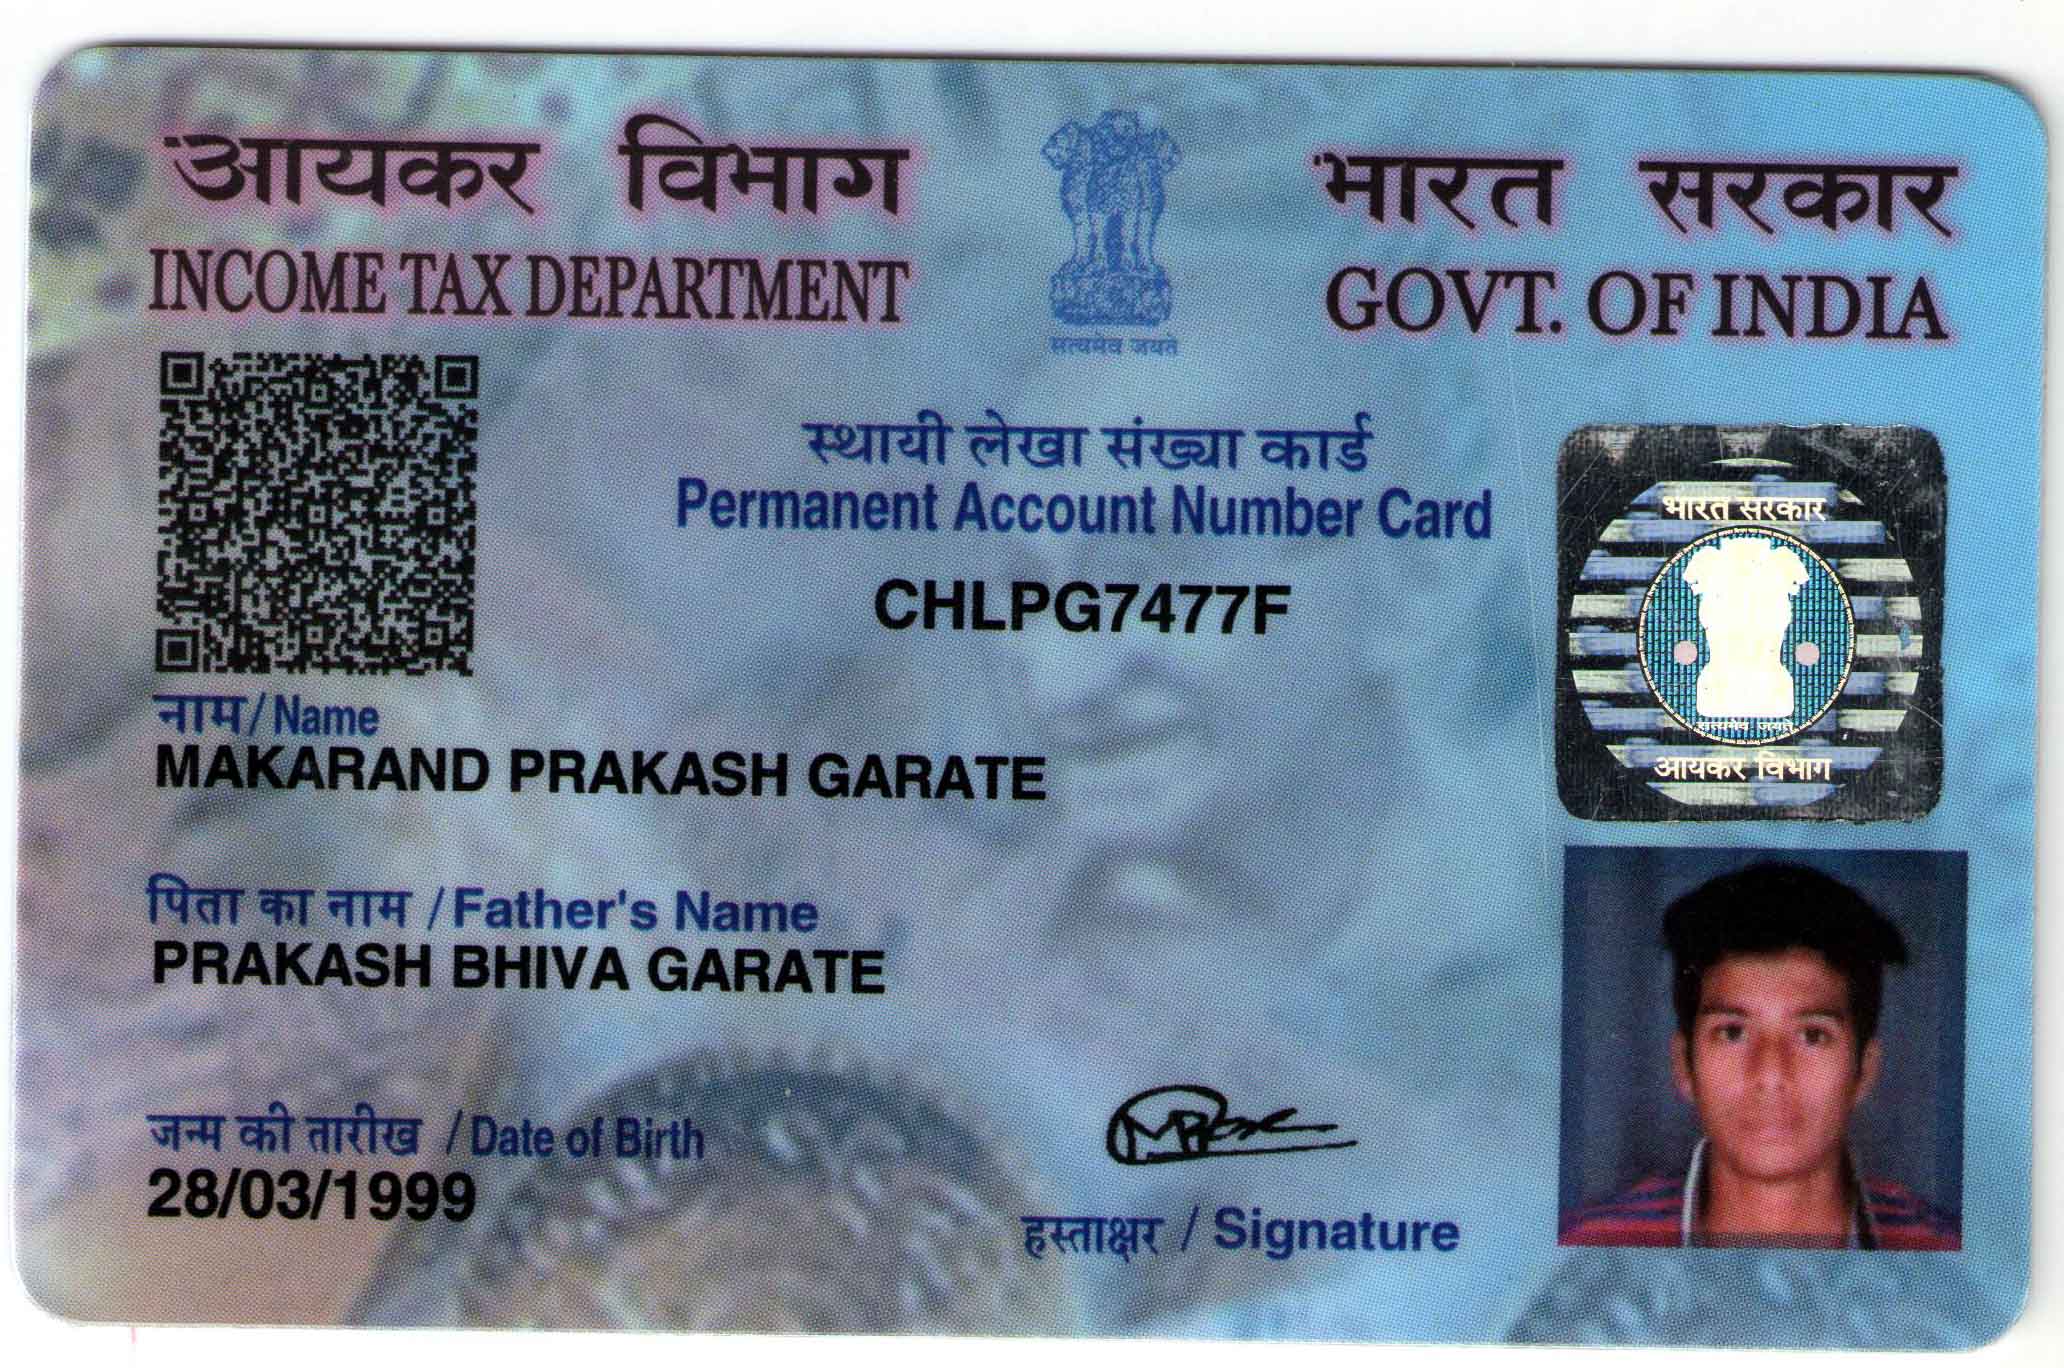 आयकर विभाग
INCOME TAX DEPARTMENT
सत्यमेव जयते
भारत सरकार
GOVT. OF INDIA
स्थायी लेखा संख्या कार्ड
Permanent Account Number Card
CHLPG7477F
भारत सरकार
सत्यमेव जयते
आयकर विभाग
नाम/Name
MAKARAND PRAKASH GARATE
पिता का नाम /Father's Name
PRAKASH BHIVA GARATE
जन्म की तारीख /Date of Birth
28/03/1999
हस्ताक्षर / Signature